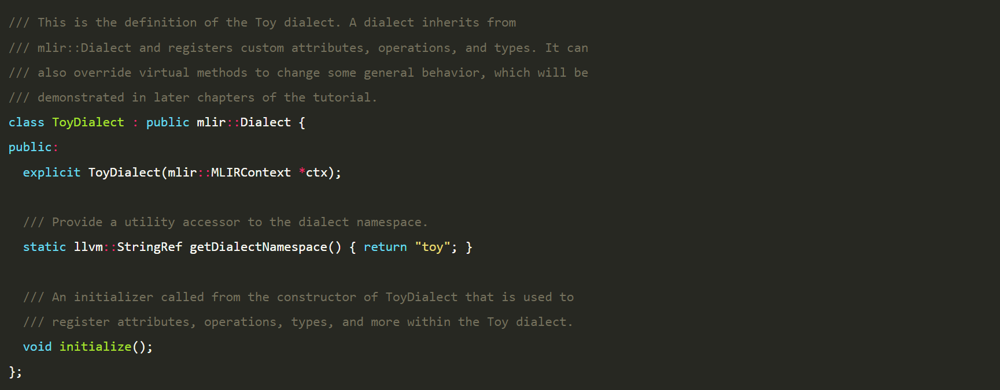 /// This is the definition of the Toy dialect. A dialect inherits from
/// mlir::Dialect and registers custom attributes, operations, and types. It can
/// also override virtual methods to change some general behavior, which will be
/// demonstrated in later chapters of the tutorial.
class ToyDialect : public mlir::Dialect {
public:
  explicit ToyDialect(mlir::MLIRContext *ctx);
  /// Provide a utility accessor to the dialect namespace.
  static llvm::StringRef getDialectNamespace() { return "toy"; }
  /// An initializer called from the constructor of ToyDialect that is used to
  /// register attributes, operations, types, and more within the Toy dialect.
  void initialize();
};